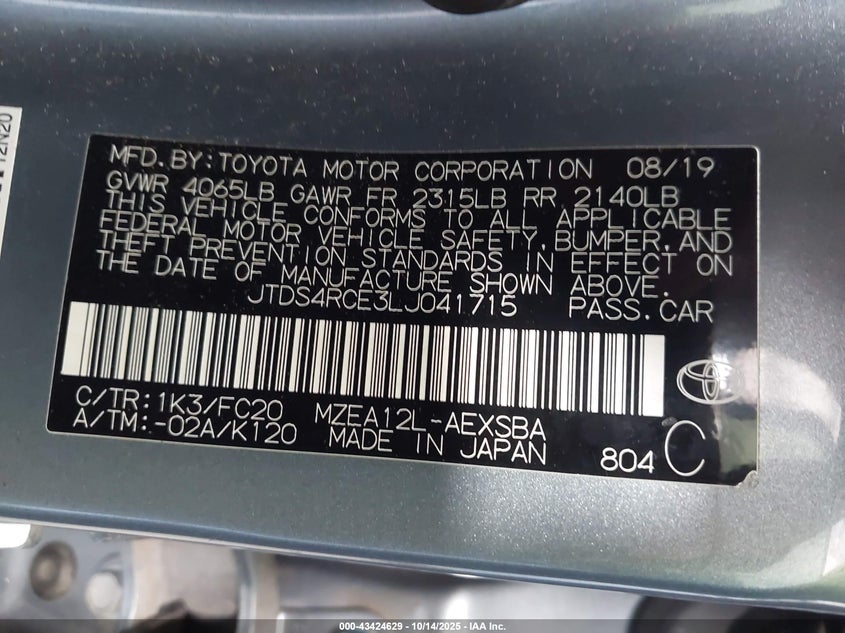 MFD. BY: TOYOTA MOTOR CORPORATION 08/19
GVWR 4065LB GAWR FR 2315LB RR 2140LB
THIS VEHICLE CONFORMS TO ALL APPLICABLE
FEDERAL MOTOR VEHICLE SAFETY, BUMPER, AND
THEFT PREVENTION STANDARDS IN EFFECT ON
THE DATE OF MANUFACTURE SHOWN ABOVE.
JTDS4RCE3LJ041715 PASS.CAR
C/TR: 1K3/FC20 MZEA12L-AEXSBA
A/TM: -02A/K120 MADE IN JAPAN
804 C
000-43424629 - 10/14/2025 - IAA Inc.